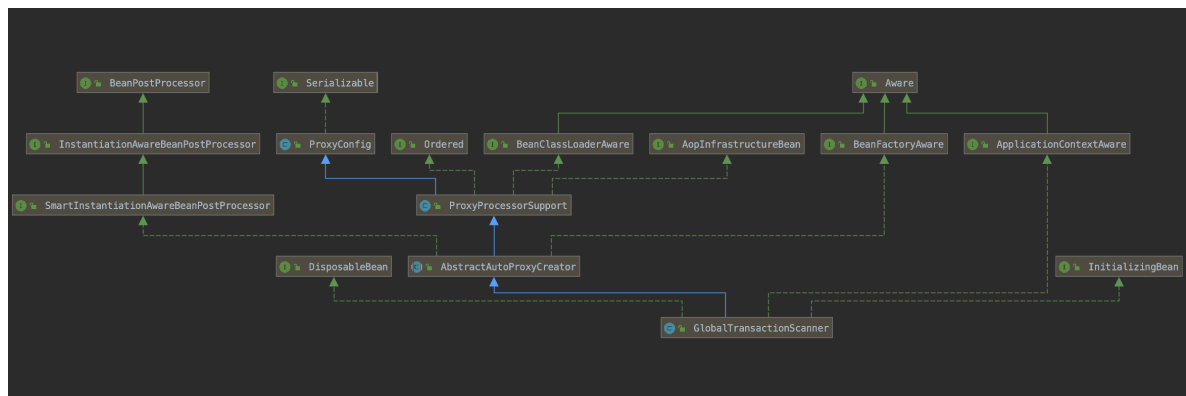 BeanPostProcessor
Serializable
Aware
InstantiationAwareBeanPostProcessor
ProxyConfig
Ordered
BeanClassLoaderAware
AopInfrastructureBean
BeanFactoryAware
ApplicationContextAware
SmartInstantiationAwareBeanPostProcessor
ProxyProcessorSupport
DisposableBean
AbstractAutoProxyCreator
InitializingBean
GlobalTransactionScanner